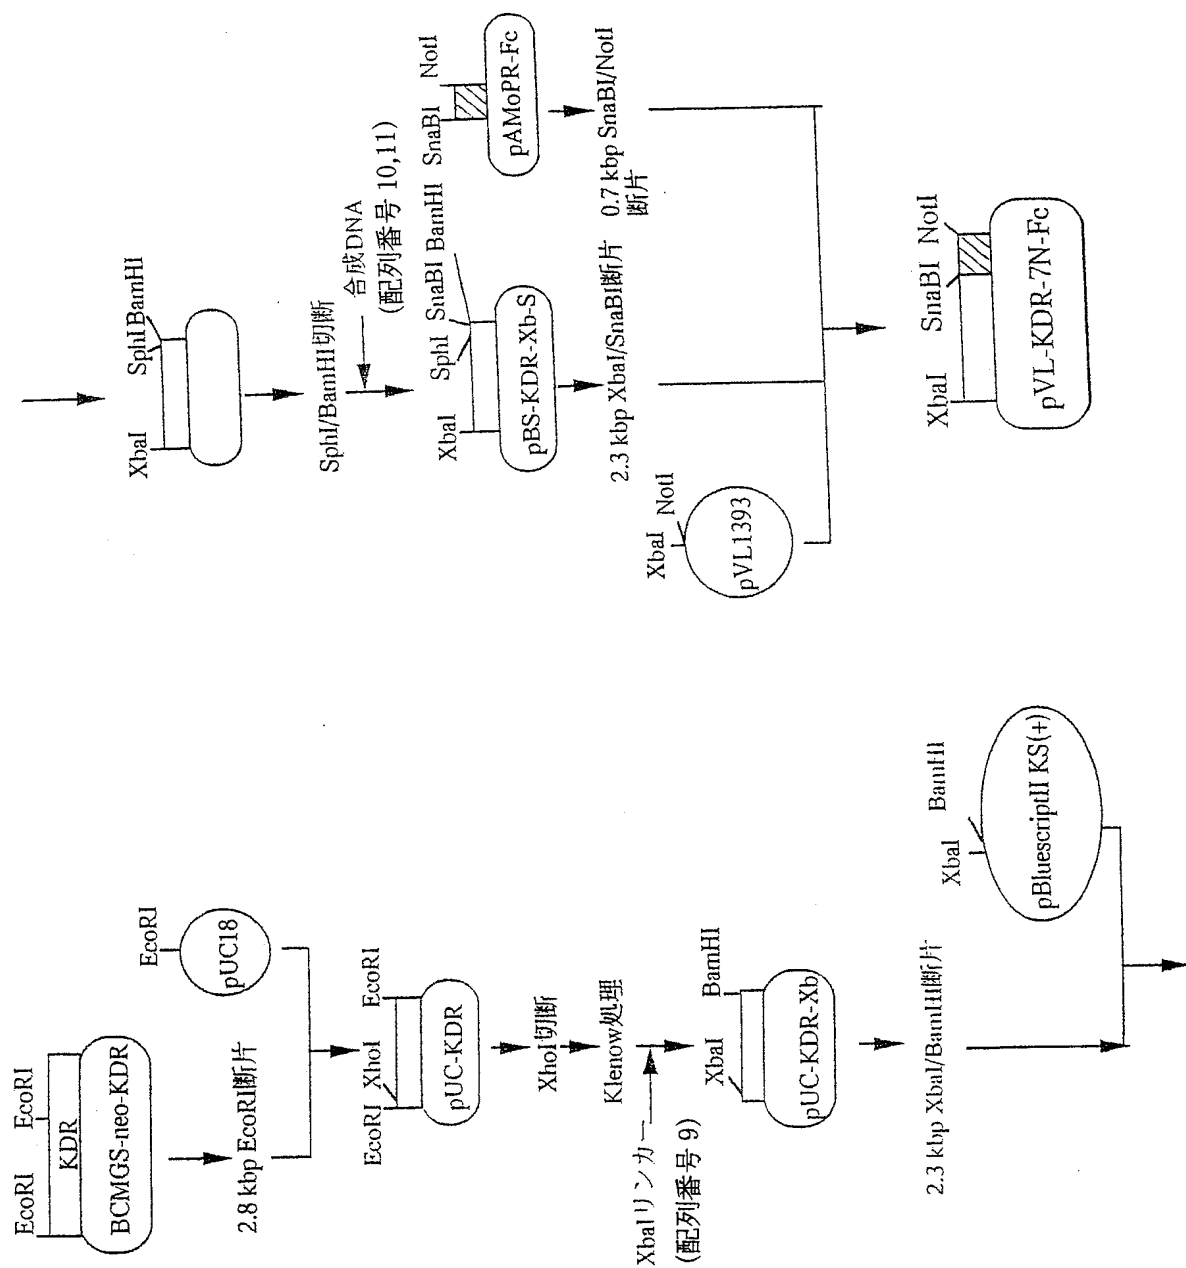 EcoRI EcoRI
KDR
BCMGS-neo-KDR
2.8 kbp EcoRI断片
EcoRI
pUC18
EcoRI XhoI EcoRI
pUC-KDR
XhoI切断
Klenow処理
XbaIリンカー
(配列番号 9)
XbaI BamHI
pUC-KDR-Xb
2.3 kbp XbaI/BamHI断片
XbaI BamHI
pBluescriptII KS(+)
XbaI SphI BamHI
SphI/BamHI切断
合成DNA
(配列番号 10,11)
XbaI SphI SnaBI BamHI
pBS-KDR-Xb-S
2.3 kbp XbaI/SnaBI断片
SnaBI NotI
pAMoPR-Fc
0.7 kbp SnaBI/NotI
断片
XbaI NotI
pVL1393
XbaI SnaBI NotI
pVL-KDR-7N-Fc